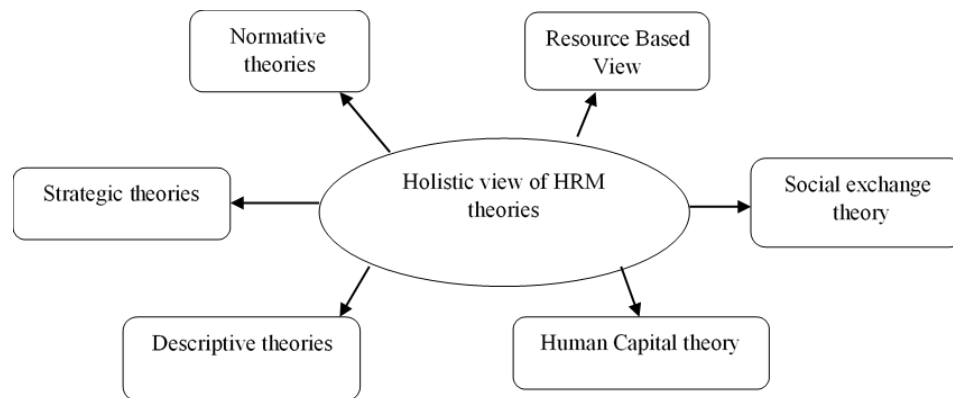 Normative
theories
Resource Based
View
Strategic theories
Holistic view of HRM
theories
Social exchange
theory
Descriptive theories
Human Capital theory